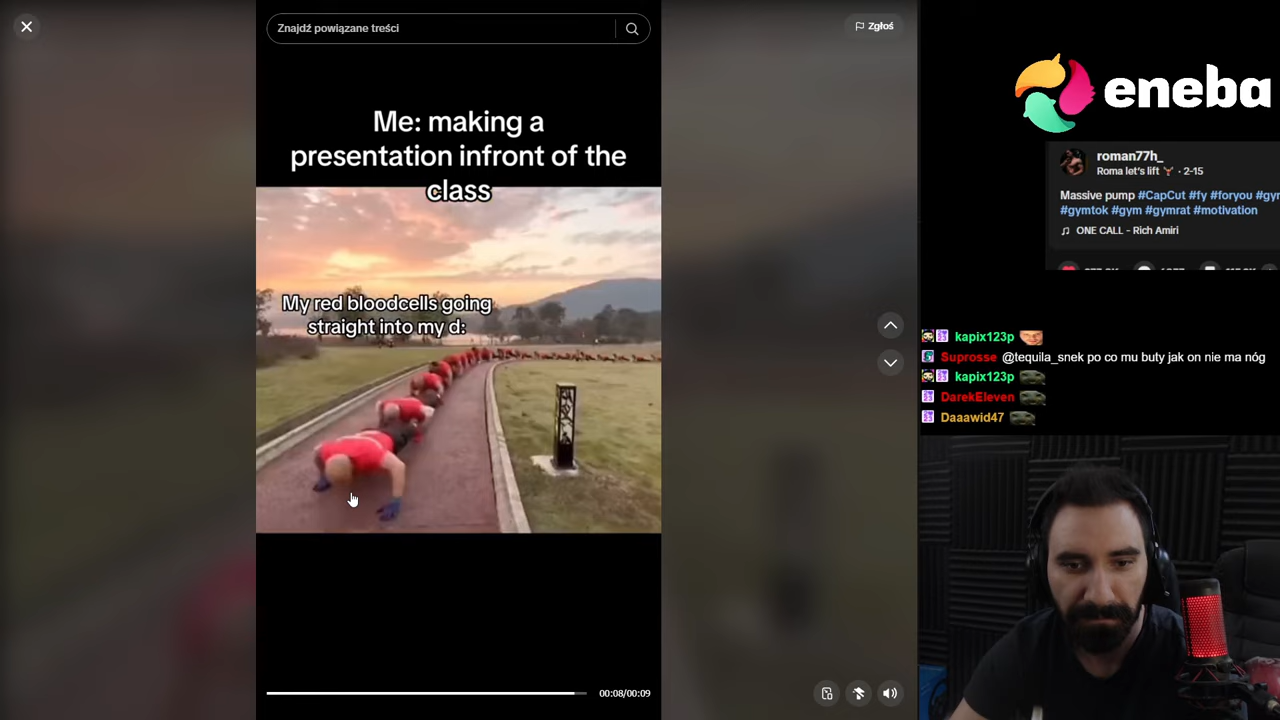 Znajdź powiązane treści
Zgłoś
Me: making a
presentation infront of the
class
My red bloodcells going
straight into my d:
00:08/00:09
eneba
roman77h_
Roma let's lift · 2-15
Massive pump #CapCut #fy #foryou
#gymtok #gym #gymrat #motivation
ONE CALL - Rich Amiri
kapix123p
Suprosse @tequila_snek po co mu buty jak on nie ma nóg
kapix123p
DarekEleven
Daaawid47